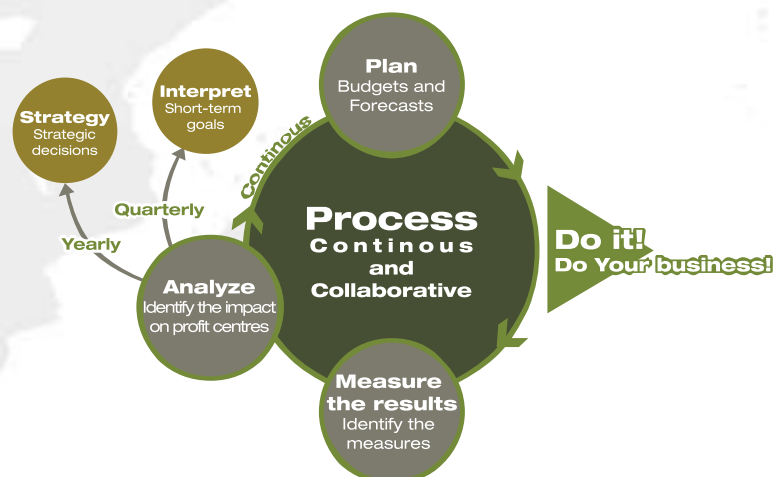 Plan
Budgets and
Forecasts
Interpret
Short-term
goals
Strategy
Strategic
decisions
Continous
Quarterly
Yearly
Process
Continous
and
Collaborative
Do it!
Do Your business!
Analyze
Identify the impact
on profit centres
Measure
the results
Identify the
measures